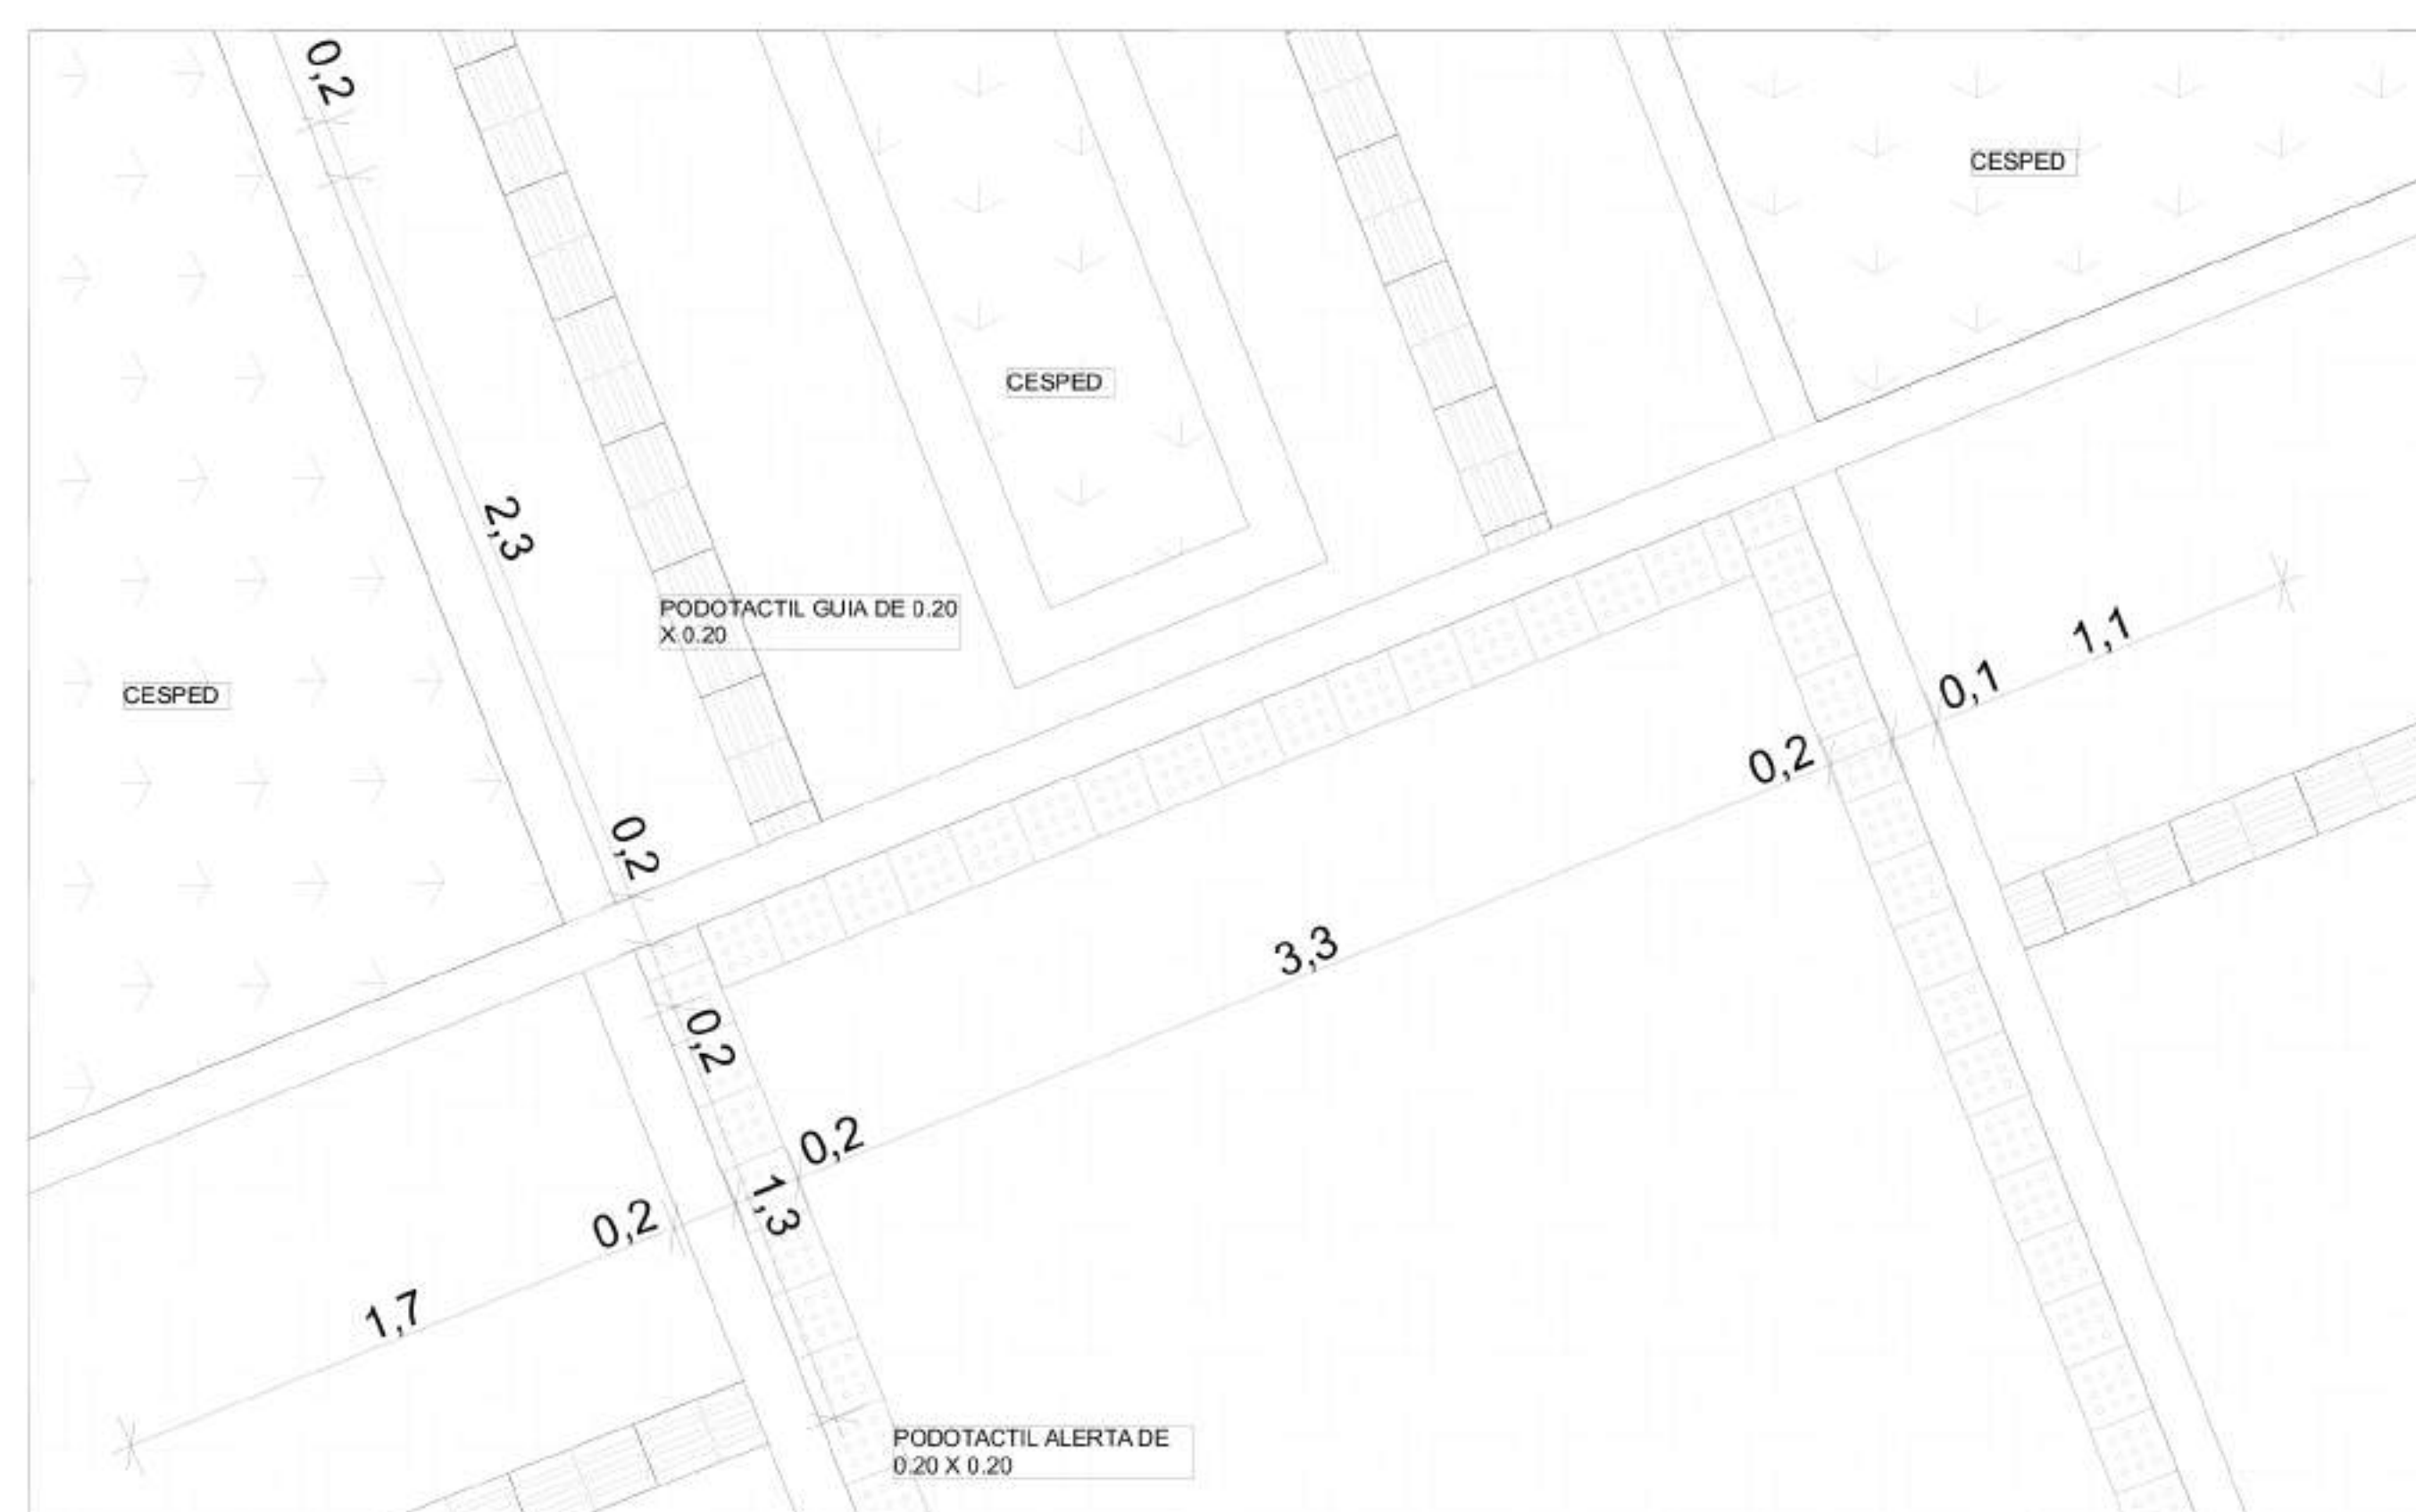 0,2
CESPED
CESPED
2,3
PODOTACTIL GUIA DE 0.20
X 0.20
1,1
0,1
CESPED
0,2
0,2
3,3
0,2
0,2
1,3
0,2
1,7
PODOTACTIL ALERTA DE
0.20 X 0.20